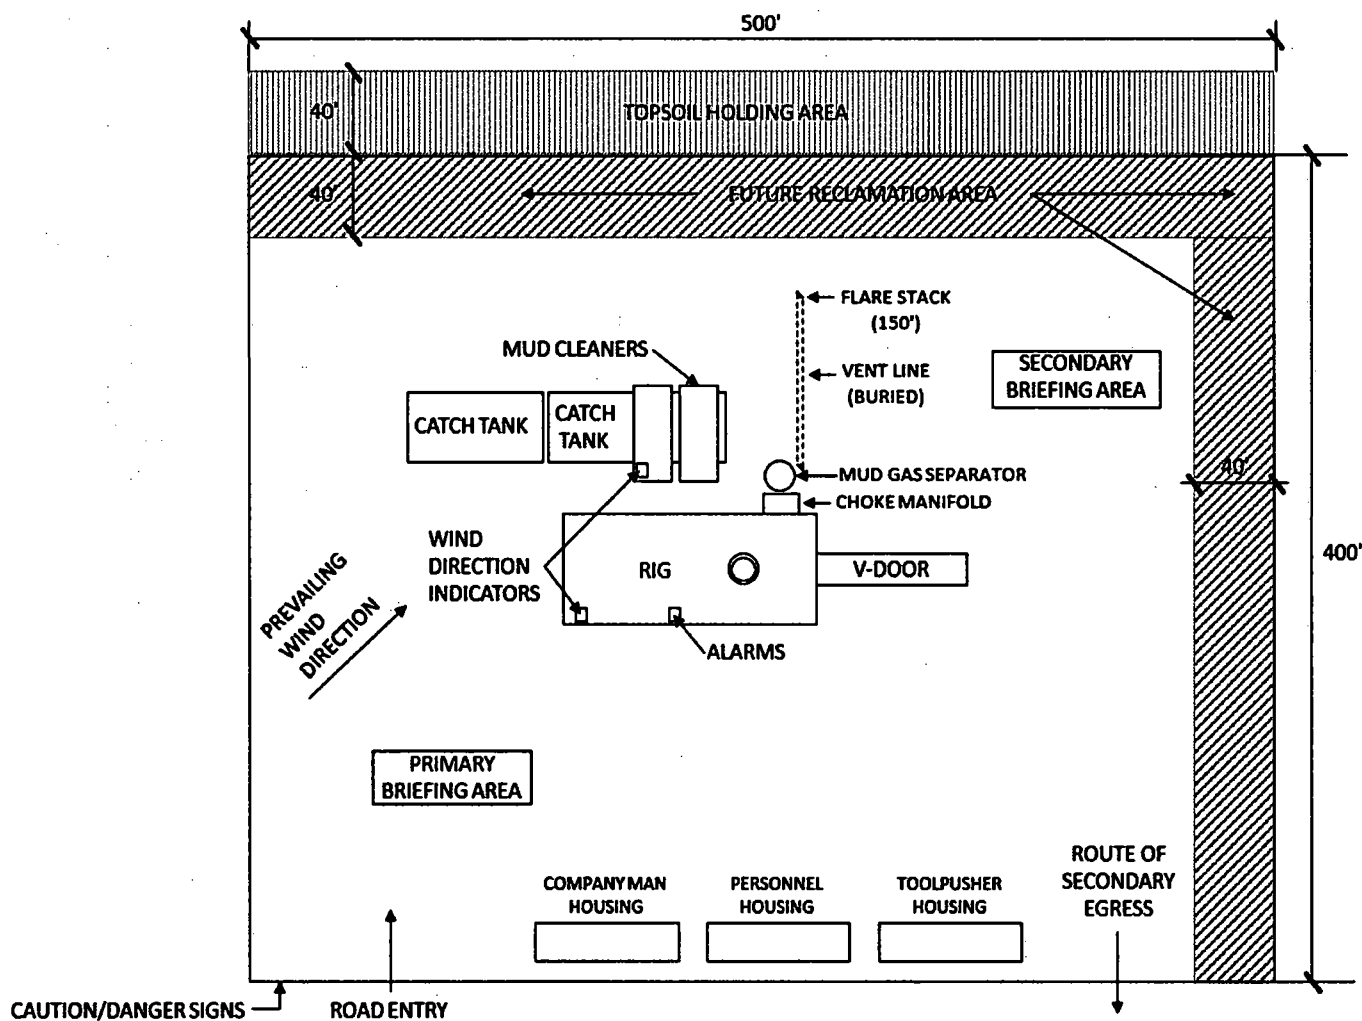 500'
40'
TOPSOIL HOLDING AREA
40'
FUTURE RECLAMATION AREA
FLARE STACK
(150')
MUD CLEANERS
VENT LINE
(BURIED)
SECONDARY
BRIEFING AREA
CATCH TANK
CATCH
TANK
40'
MUD GAS SEPARATOR
CHOKE MANIFOLD
WIND
DIRECTION
INDICATORS
RIG
V-DOOR
400'
PREVAILING
WIND
DIRECTION
ALARMS
PRIMARY
BRIEFING AREA
ROUTE OF
SECONDARY
EGRESS
COMPANY MAN
HOUSING
PERSONNEL
HOUSING
TOOLPUSHER
HOUSING
CAUTION/DANGER SIGNS
ROAD ENTRY